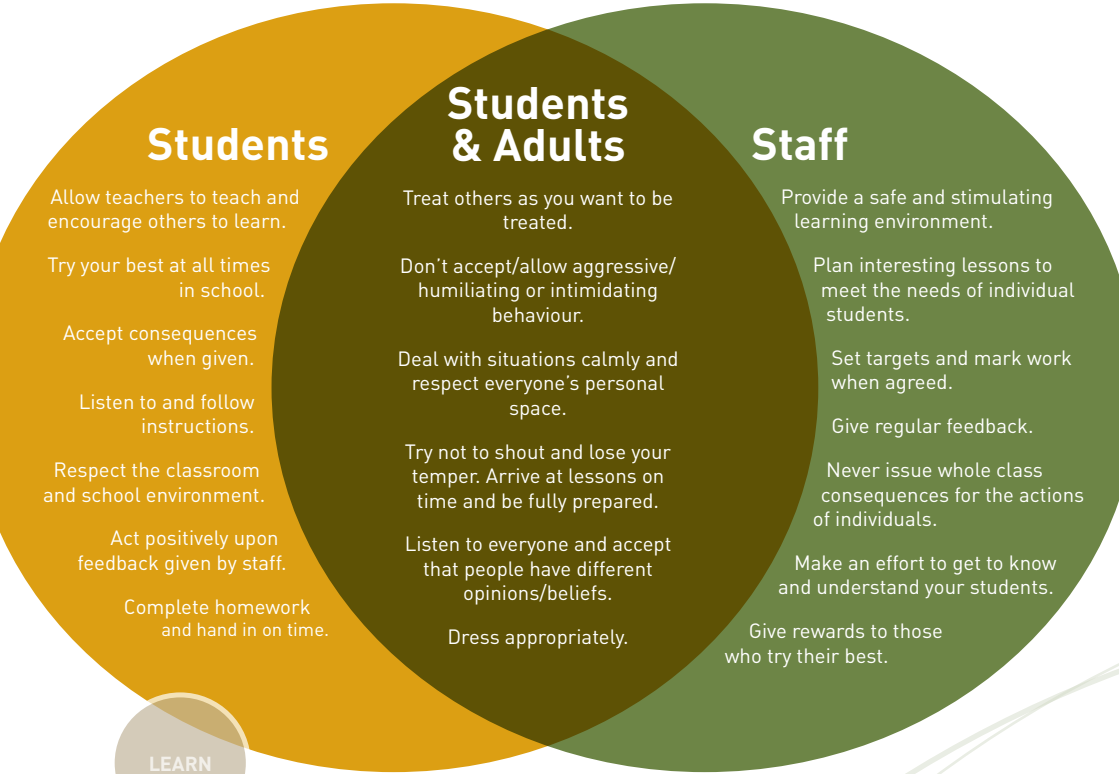 Students
Allow teachers to teach and
encourage others to learn.
Try your best at all times
in school.
Accept consequences
when given.
Listen to and follow
instructions.
Respect the classroom
and school environment.
Act positively upon
feedback given by staff.
Complete homework
and hand in on time.
Students
& Adults
Treat others as you want to be
treated.
Don't accept/allow aggressive/
humiliating or intimidating
behaviour.
Deal with situations calmly and
respect everyone's personal
space.
Try not to shout and lose your
temper. Arrive at lessons on
time and be fully prepared.
Listen to everyone and accept
that people have different
opinions/beliefs.
Dress appropriately.
Staff
Provide a safe and stimulating
learning environment.
Plan interesting lessons to
meet the needs of individual
students.
Set targets and mark work
when agreed.
Give regular feedback.
Never issue whole class
consequences for the actions
of individuals.
Make an effort to get to know
and understand your students.
Give rewards to those
who try their best.
LEARN